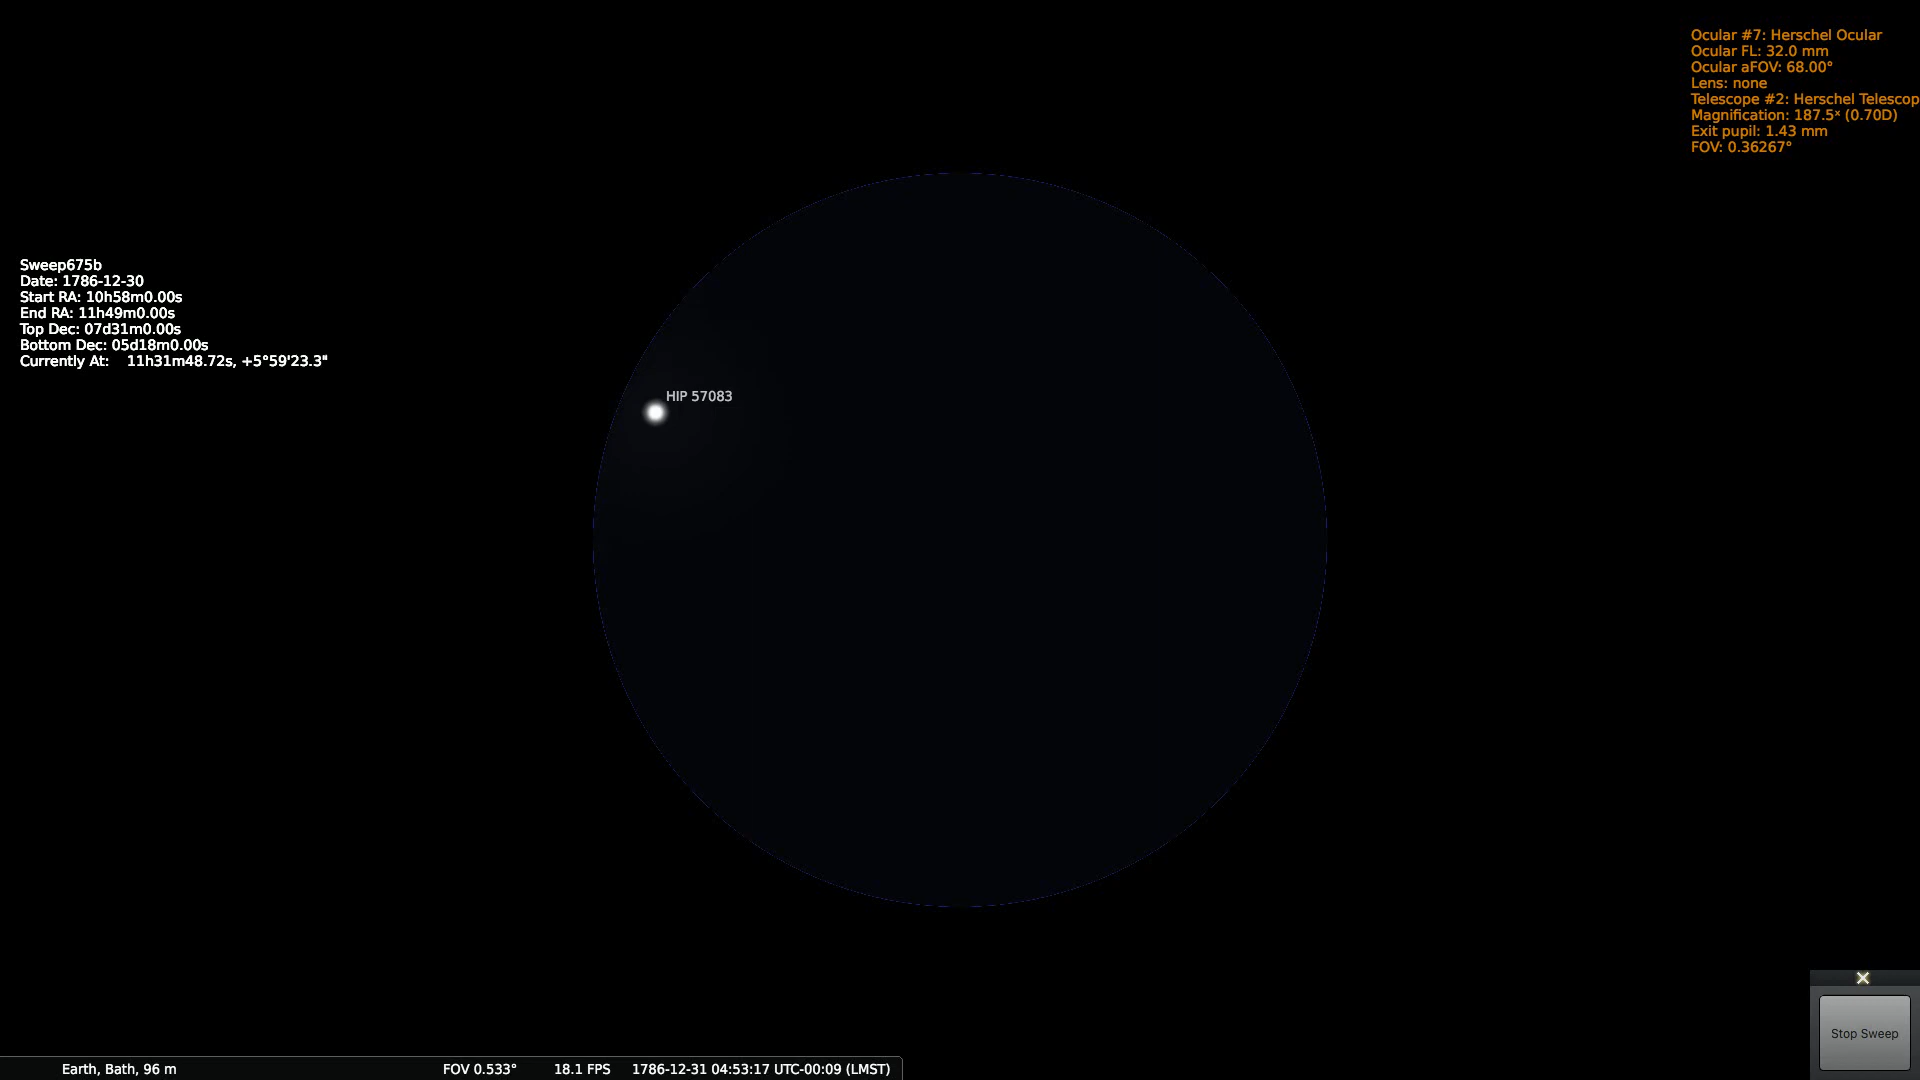 Ocular #7: Herschel Ocular
Ocular FL: 32.0 mm
Ocular aFOV: 68.00°
Lens: none
Telescope #2: Herschel Telescop
Magnification: 187.5ˣ (0.70D)
Exit pupil: 1.43 mm
FOV: 0.36267°
Sweep675b
Date: 1786-12-30
Start RA: 10h58m0.00s
End RA: 11h49m0.00s
Top Dec: 07d31m0.00s
Bottom Dec: 05d18m0.00s
Currently At: 11h31m48.72s, +5°59'23.3"
HIP 57083
Stop Sweep
Earth, Bath, 96 m FOV 0.533° 18.1 FPS 1786-12-31 04:53:17 UTC-00:09 (LMST)